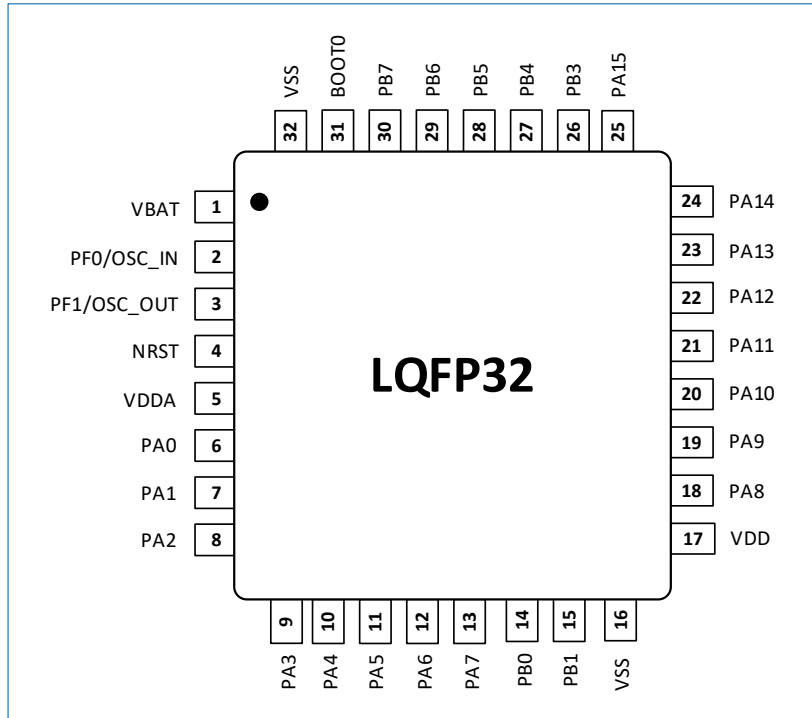 VSS
BOOT0
PB7
PB6
PB5
PB4
PB3
PA15
32
31
30
29
28
27
26
25
VBAT 1
PF0/OSC_IN 2
PF1/OSC_OUT 3
NRST 4
VDDA 5
PA0 6
PA1 7
PA2 8
LQFP32
24 PA14
23 PA13
22 PA12
21 PA11
20 PA10
19 PA9
18 PA8
17 VDD
9
10
11
12
13
14
15
16
PA3
PA4
PA5
PA6
PA7
PB0
PB1
VSS